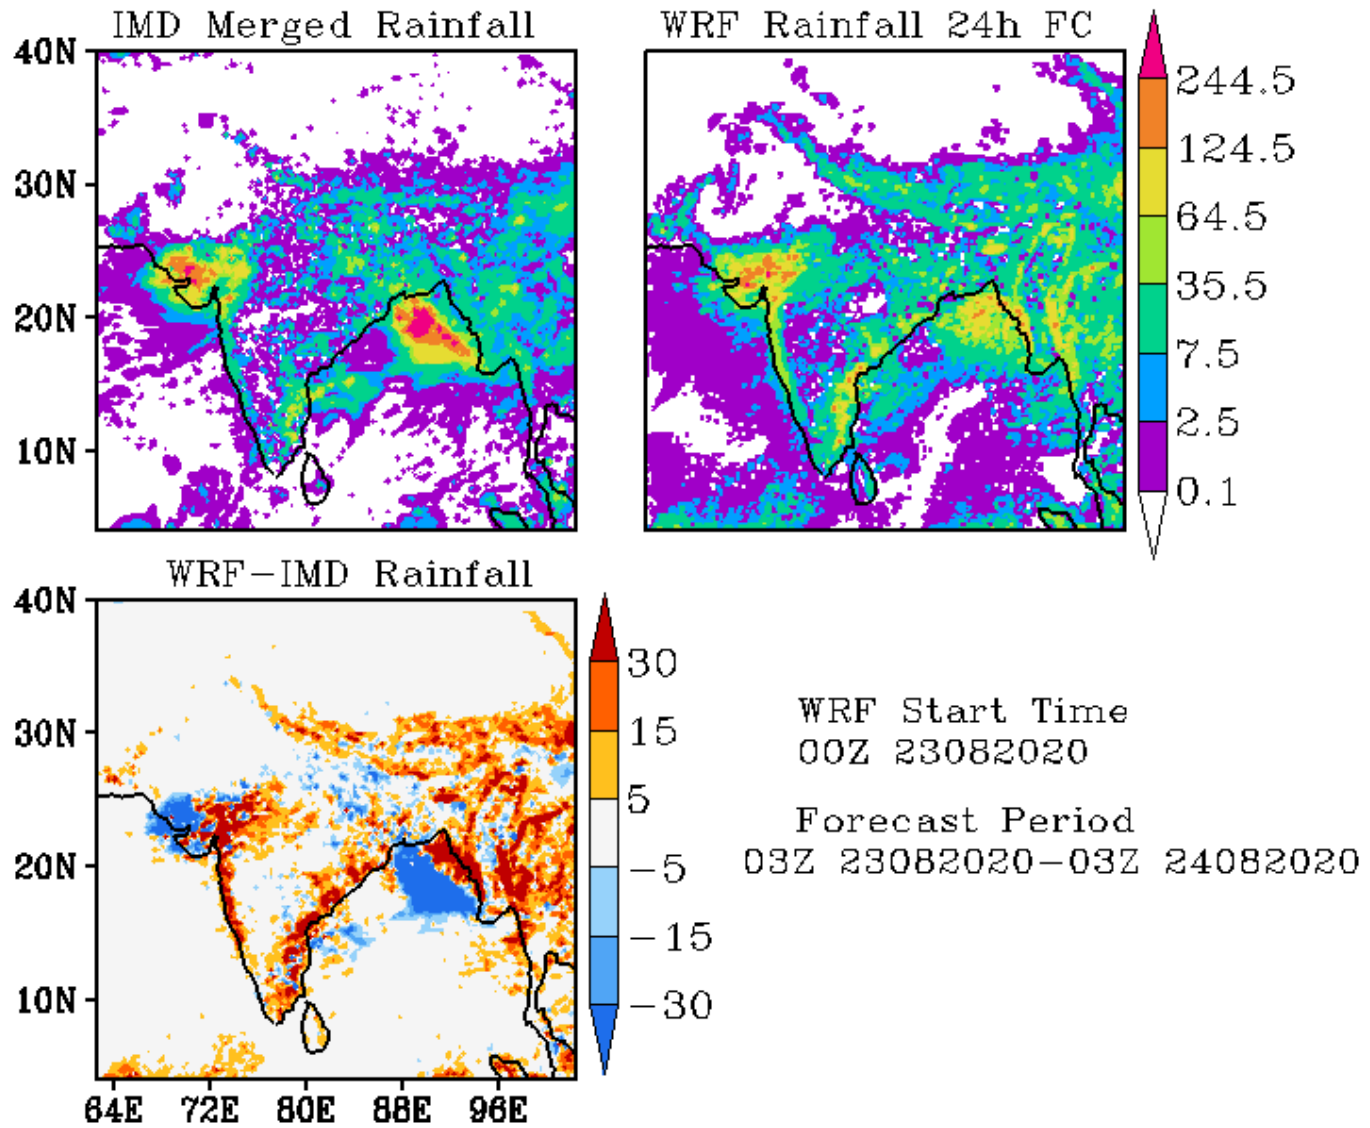 IMD Merged Rainfall
WRF Rainfall 24h FC
40N
30N
20N
10N
244.5
124.5
64.5
35.5
7.5
2.5
0.1
WRF-IMD Rainfall
40N
30N
20N
10N
64E 72E 80E 88E 96E
30
15
5
-5
-15
-30
WRF Start Time
00Z 23082020
Forecast Period
03Z 23082020-03Z 24082020